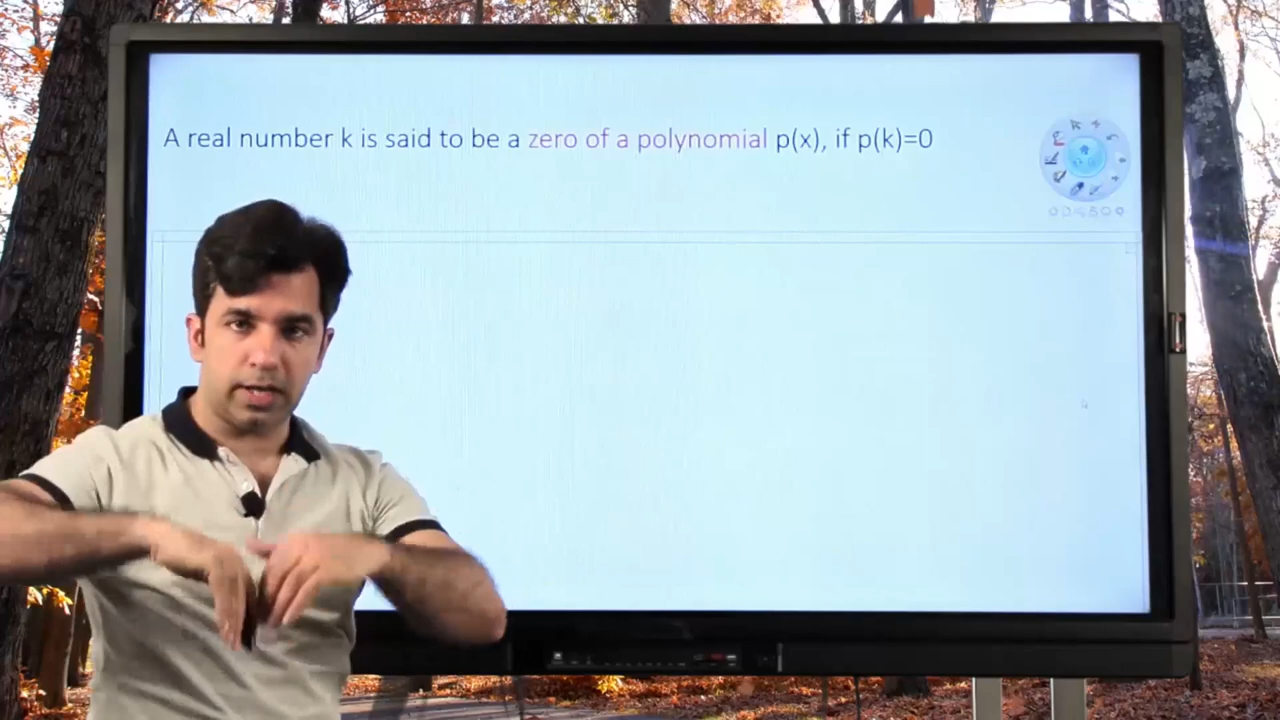 A real number k is said to be a zero of a polynomial p(x), if p(k)=0